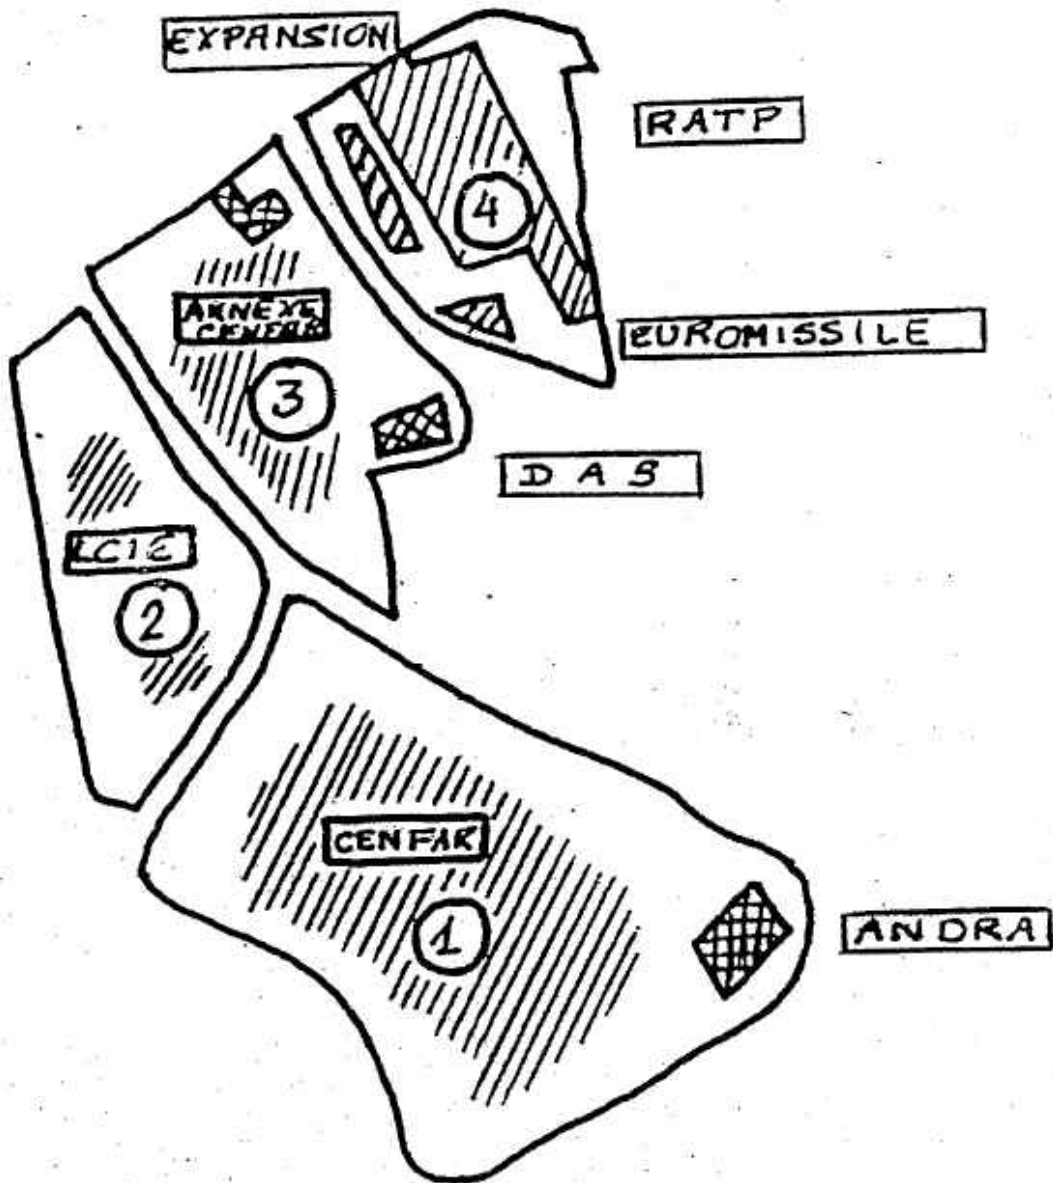 EXPANSION
RATP
4
ANNEXE
CENFAR
EUROMISSILE
3
DAS
LCIE
2
CENFAR
1
ANDRA